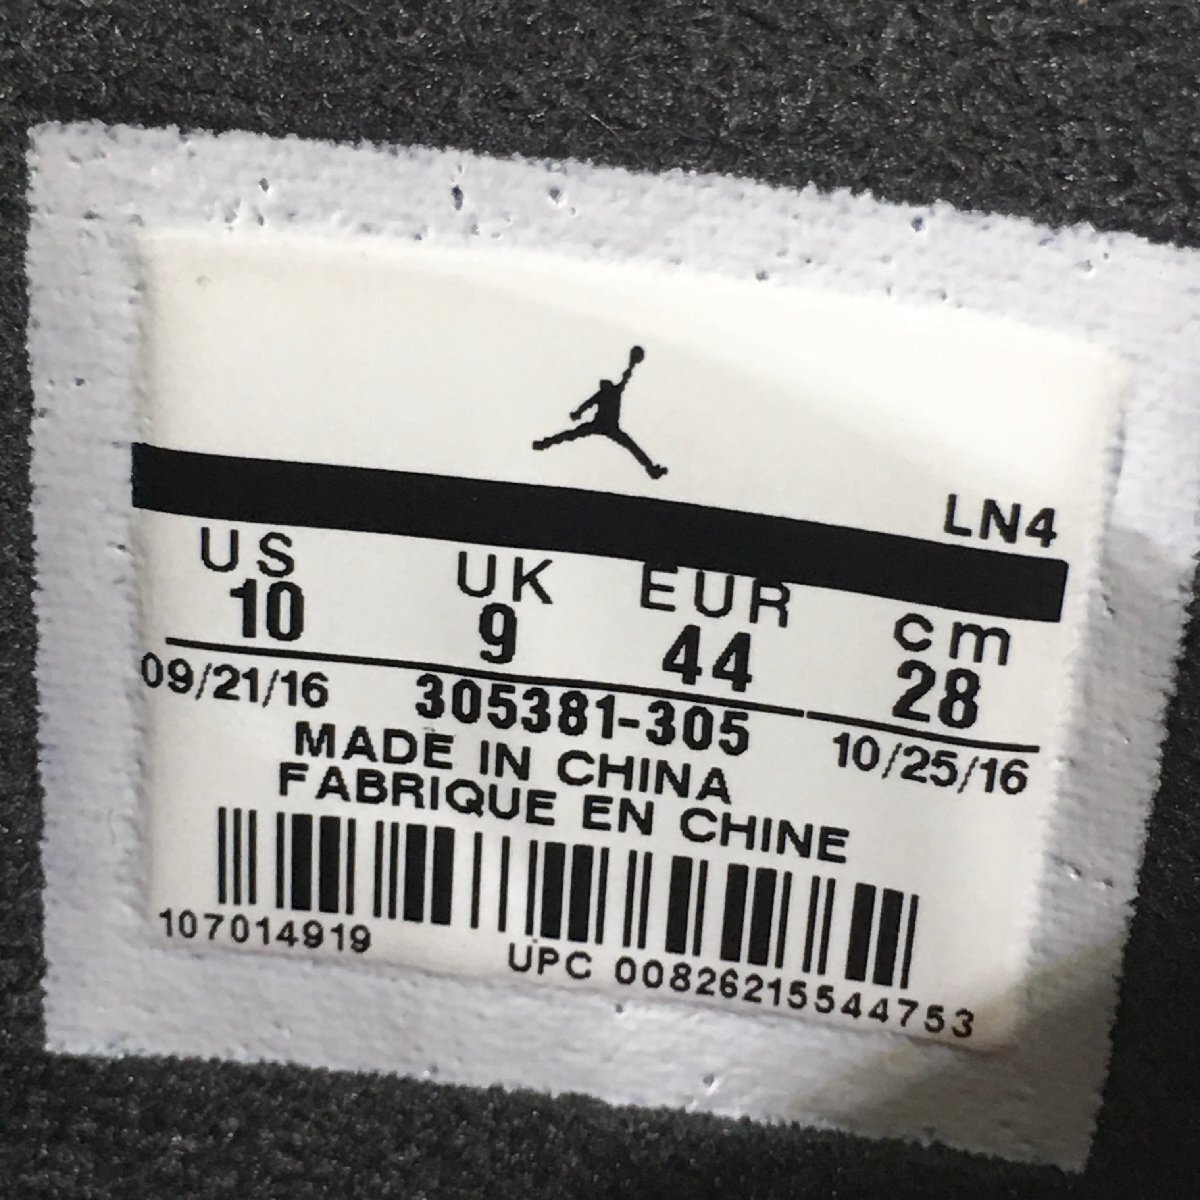 LN4
US UK EUR cm
10 9 44 28
09/21/16 305381-305 10/25/16
MADE IN CHINA
FABRIQUE EN CHINE
107014919 UPC 00826215544753